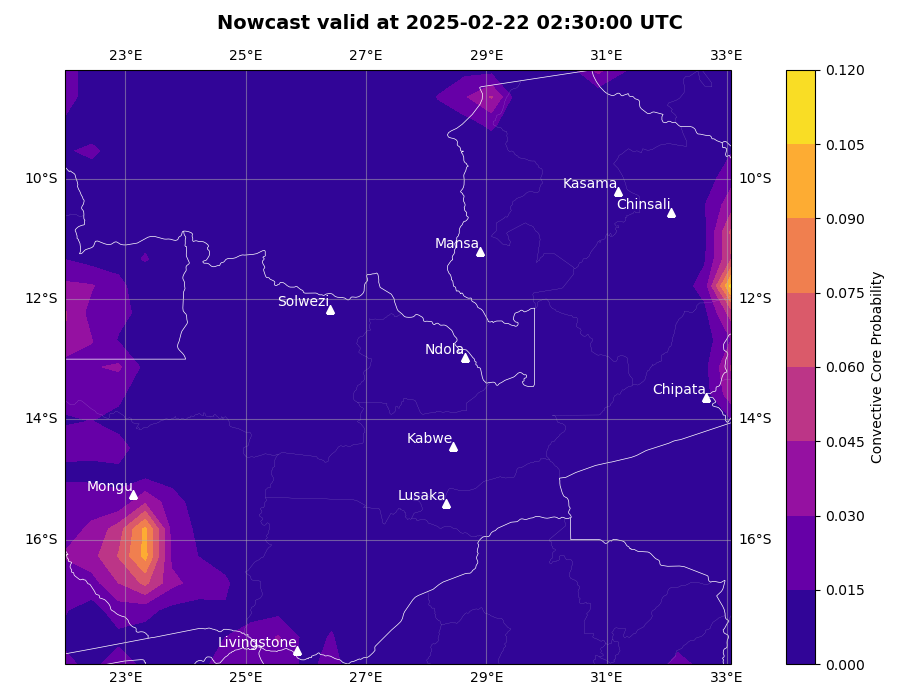 Nowcast valid at 2025-02-22 02:30:00 UTC
23°E 25°E 27°E 29°E 31°E 33°E
0.120
0.105
10°S 10°S
Kasama
Chinsali
0.090
Mansa
0.075
12°S 12°S
Solwezi
Ndola
0.060
Chipata
14°S 14°S
0.045
Kabwe
Mongu
Lusaka
0.030
16°S 16°S
0.015
Livingstone
0.000
23°E 25°E 27°E 29°E 31°E 33°E
Convective Core Probability